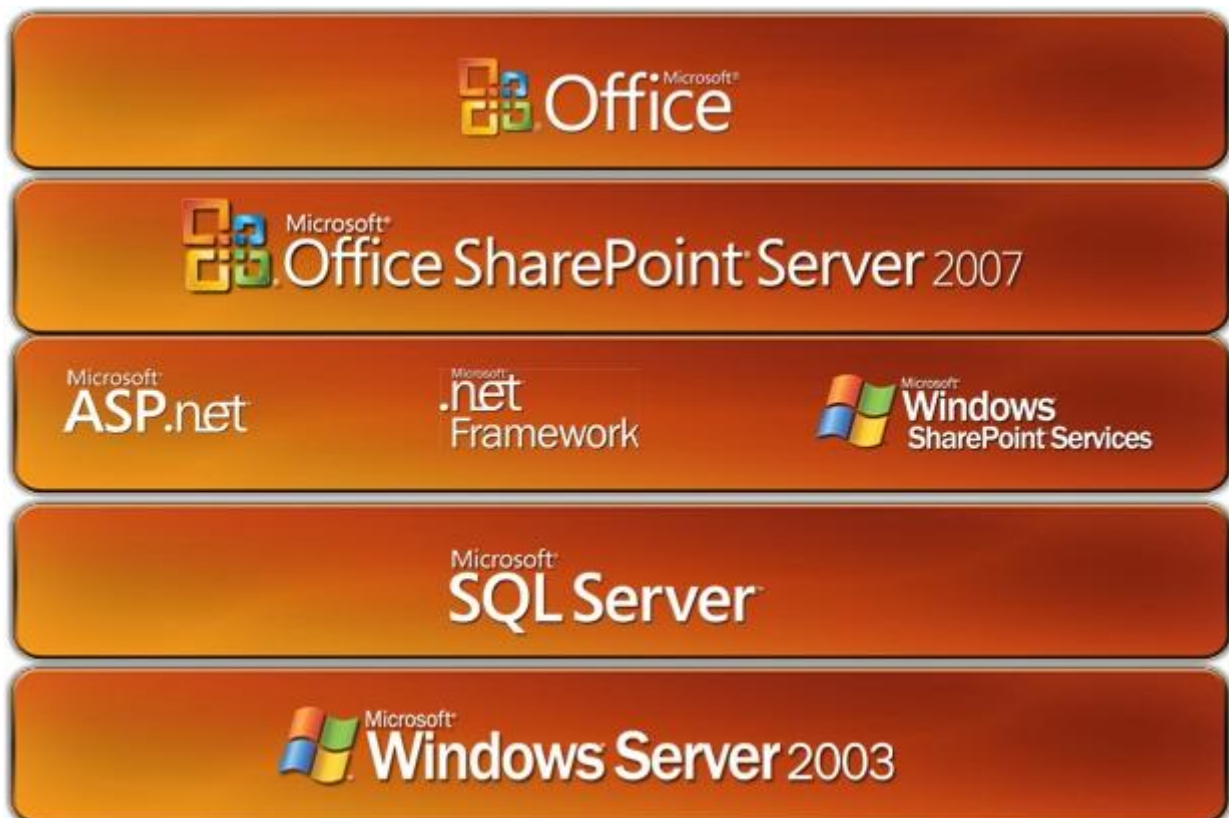 Microsoft®
Office
Microsoft®
Office SharePoint® Server 2007
Microsoft®
ASP.net
Microsoft®
.net
Framework
Microsoft®
Windows
SharePoint Services
Microsoft®
SQL Server™
Microsoft®
Windows Server 2003